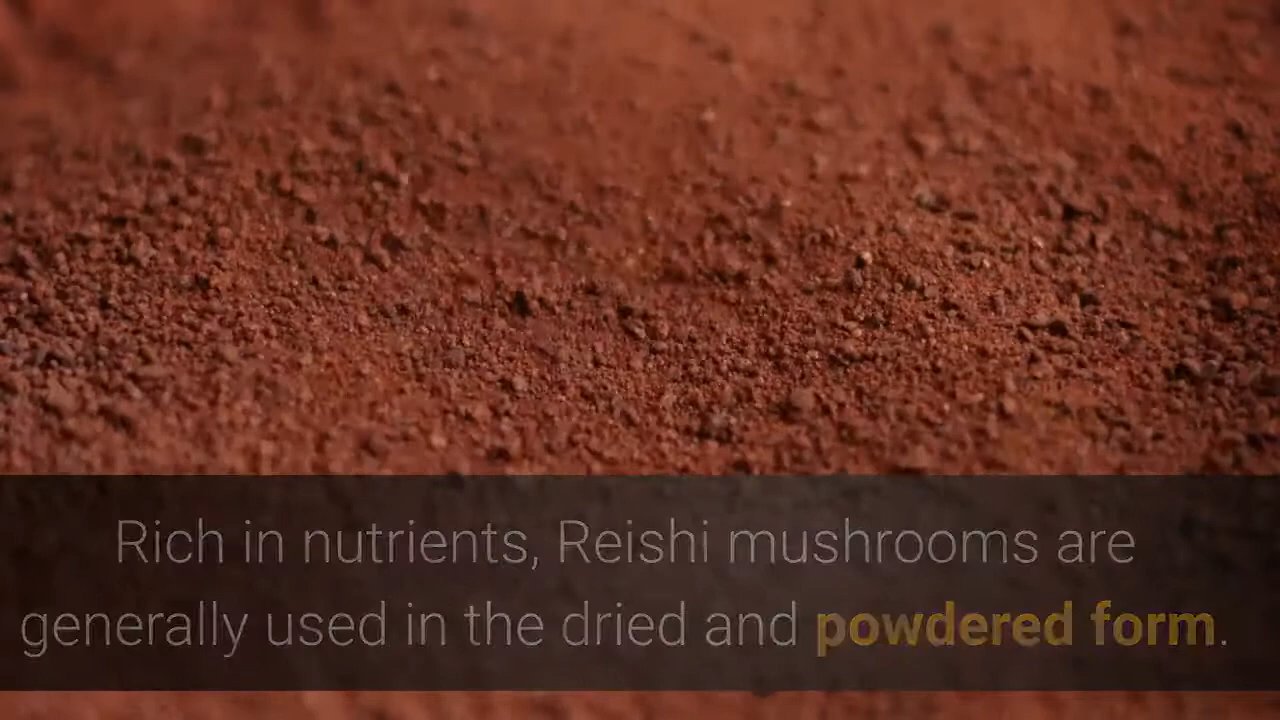 Rich in nutrients, Reishi mushrooms are
generally used in the dried and powdered form.